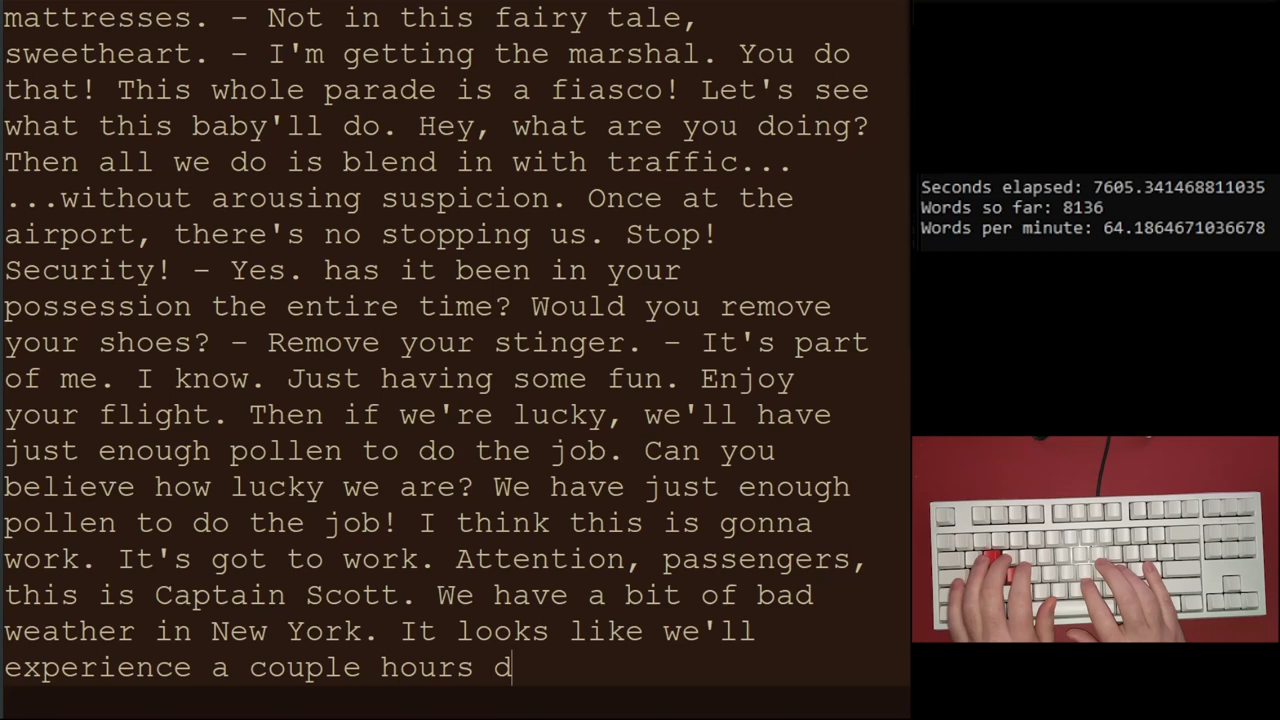 mattresses. - Not in this fairy tale,
sweetheart. - I'm getting the marshal. You do
that! This whole parade is a fiasco! Let's see
what this baby'll do. Hey, what are you doing?
Then all we do is blend in with traffic...
...without arousing suspicion. Once at the
airport, there's no stopping us. Stop!
Security! - Yes. has it been in your
possession the entire time? Would you remove
your shoes? - Remove your stinger. - It's part
of me. I know. Just having some fun. Enjoy
your flight. Then if we're lucky, we'll have
just enough pollen to do the job. Can you
believe how lucky we are? We have just enough
pollen to do the job! I think this is gonna
work. It's got to work. Attention, passengers,
this is Captain Scott. We have a bit of bad
weather in New York. It looks like we'll
experience a couple hours d
Seconds elapsed: 7605.341468811035
Words so far: 8136
Words per minute: 64.1864671036678